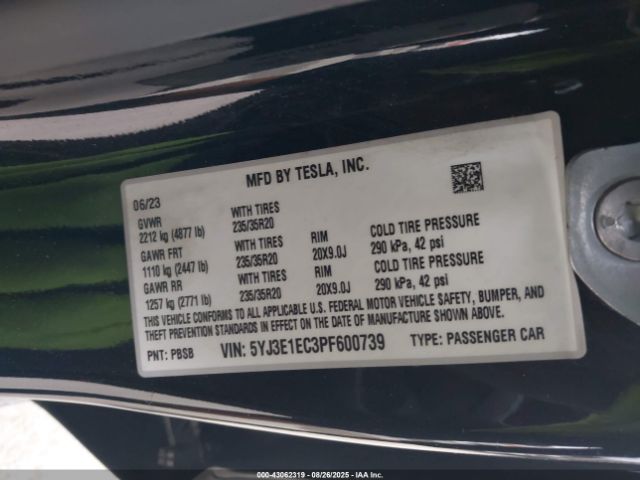 MFD BY TESLA, INC.
06/23
GVWR WITH TIRES
2212 kg (4877 lb) 235/35R20
GAWR FRT WITH TIRES RIM COLD TIRE PRESSURE
1110 kg (2447 lb) 235/35R20 20X9.0J 290 kPa, 42 psi
GAWR RR WITH TIRES RIM COLD TIRE PRESSURE
1257 kg (2771 lb) 235/35R20 20X9.0J 290 kPa, 42 psi
THIS VEHICLE CONFORMS TO ALL APPLICABLE U.S. FEDERAL MOTOR VEHICLE SAFETY, BUMPER, AND
THEFT PREVENTION STANDARDS IN EFFECT ON THE DATE OF MANUFACTURE SHOWN ABOVE.
PNT: PBSB VIN: 5YJ3E1EC3PF600739 TYPE: PASSENGER CAR
000-43062319 - 08/26/2025 - IAA Inc.